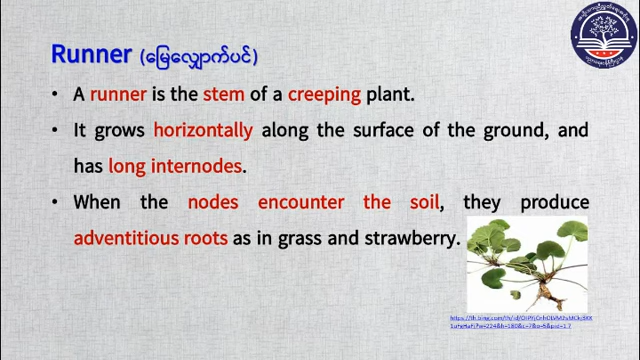 Runner (မြေလျှောက်ပင်)
• A runner is the stem of a creeping plant.
• It grows horizontally along the surface of the ground, and
has long internodes.
• When the nodes encounter the soil, they produce
adventitious roots as in grass and strawberry.